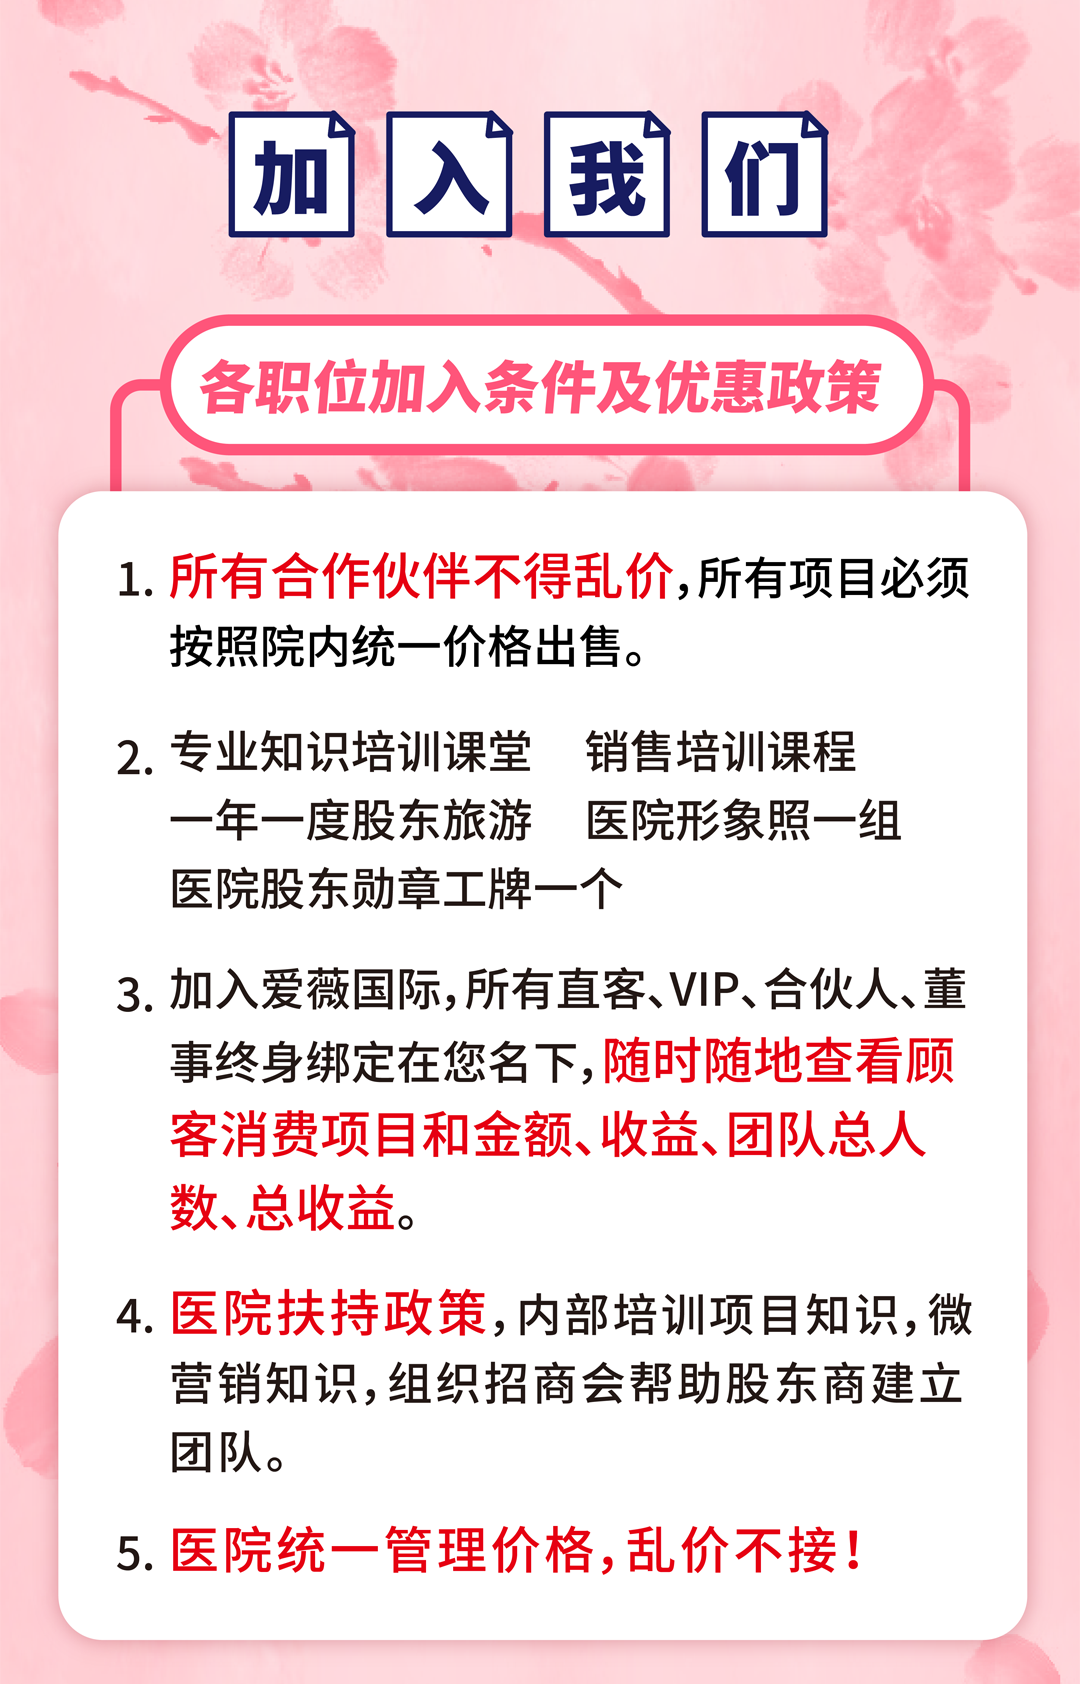 加入我们
各职位加入条件及优惠政策
1. 所有合作伙伴不得乱价，所有项目必须
按照院内统一价格出售。
2. 专业知识培训课堂 销售培训课程
一年一度股东旅游 医院形象照一组
医院股东勋章工牌一个
3. 加入爱薇国际，所有直客、VIP、合伙人、董
事终身绑定在您名下，随时随地查看顾
客消费项目和金额、收益、团队总人
数、总收益。
4. 医院扶持政策，内部培训项目知识，微
营销知识，组织招商会帮助股东商建立
团队。
5. 医院统一管理价格，乱价不接！